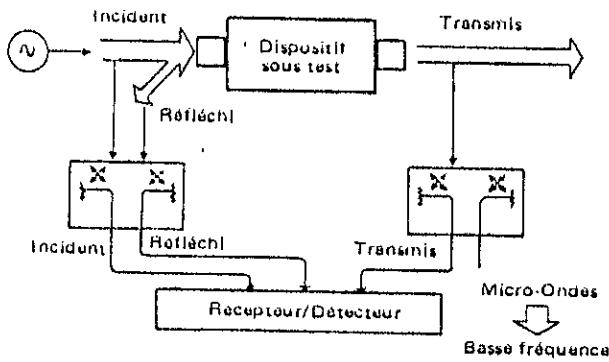 Incident
Transmis
Dispositif
sous test
Réfléchi
Incident
Réfléchi
Transmis
Micro-Ondes
Récepteur/Détecteur
Basse fréquence